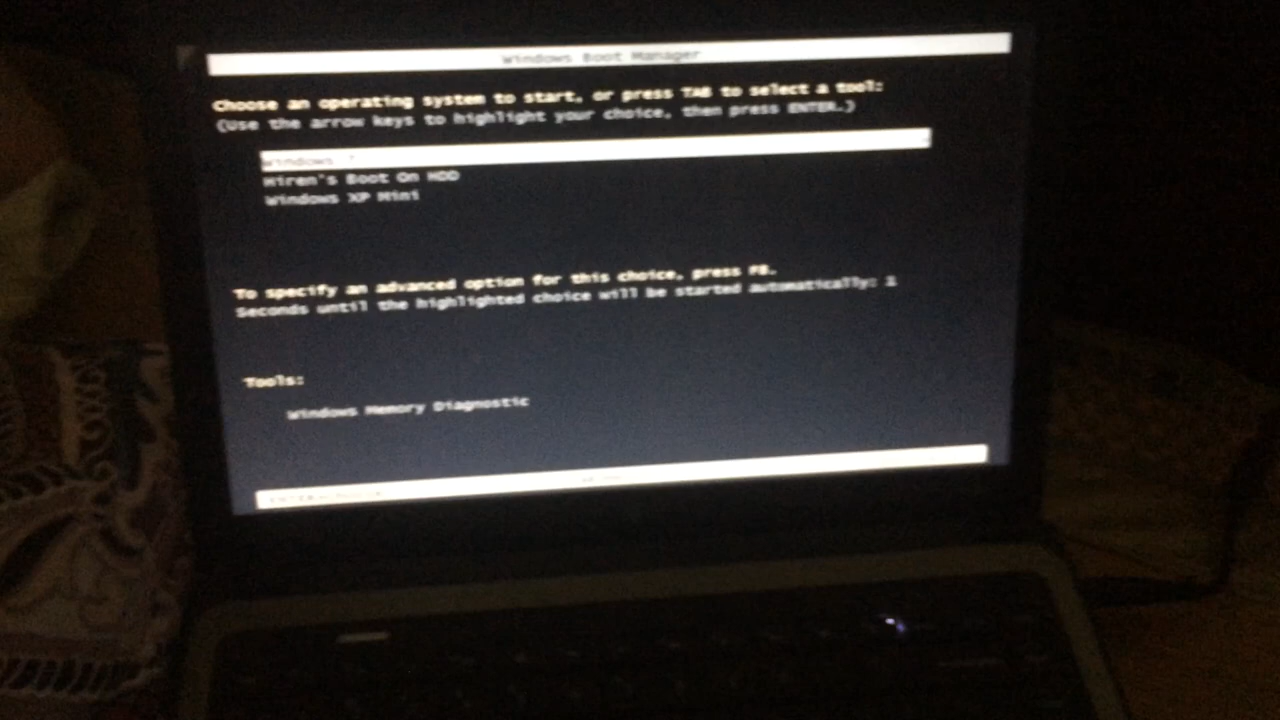 Windows Boot Manager
Choose an operating system to start, or press TAB to select a tool:
(Use the arrow keys to highlight your choice, then press ENTER.)
Windows 7
Hiren's Boot On HDD
Windows XP Mini
To specify an advanced option for this choice, press F8.
Seconds until the highlighted choice will be started automatically: 1
Tools:
Windows Memory Diagnostic